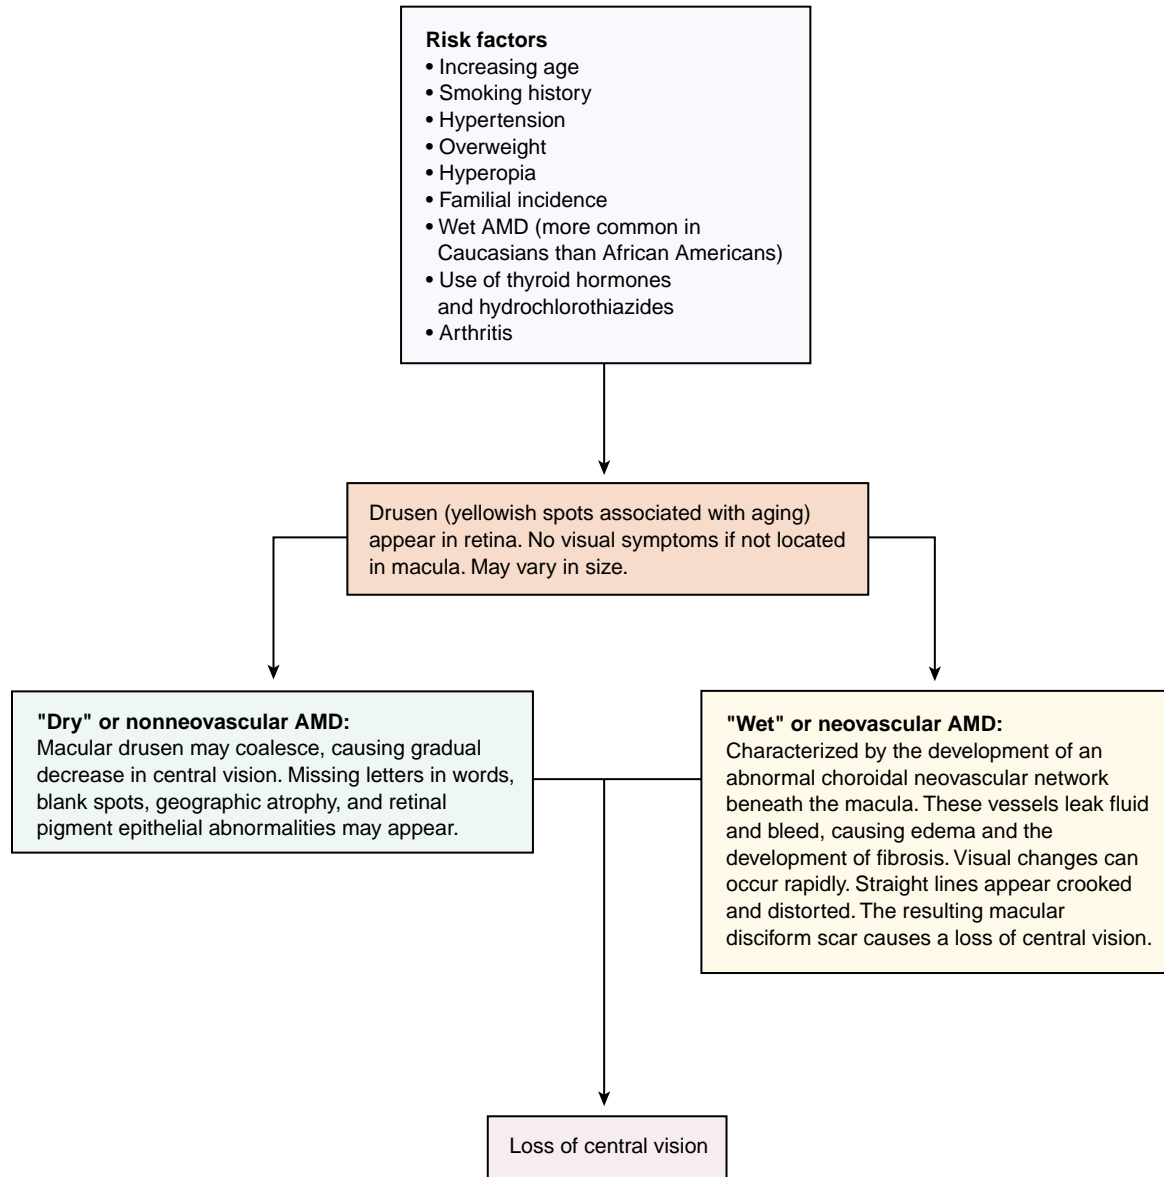 Risk factors
• Increasing age
• Smoking history
• Hypertension
• Overweight
• Hyperopia
• Familial incidence
• Wet AMD (more common in
Caucasians than African Americans)
• Use of thyroid hormones
and hydrochlorothiazides
• Arthritis
Drusen (yellowish spots associated with aging)
appear in retina. No visual symptoms if not located
in macula. May vary in size.
"Dry" or nonneovascular AMD:
Macular drusen may coalesce, causing gradual
decrease in central vision. Missing letters in words,
blank spots, geographic atrophy, and retinal
pigment epithelial abnormalities may appear.
"Wet" or neovascular AMD:
Characterized by the development of an
abnormal choroidal neovascular network
beneath the macula. These vessels leak fluid
and bleed, causing edema and the
development of fibrosis. Visual changes can
occur rapidly. Straight lines appear crooked
and distorted. The resulting macular
disciform scar causes a loss of central vision.
Loss of central vision